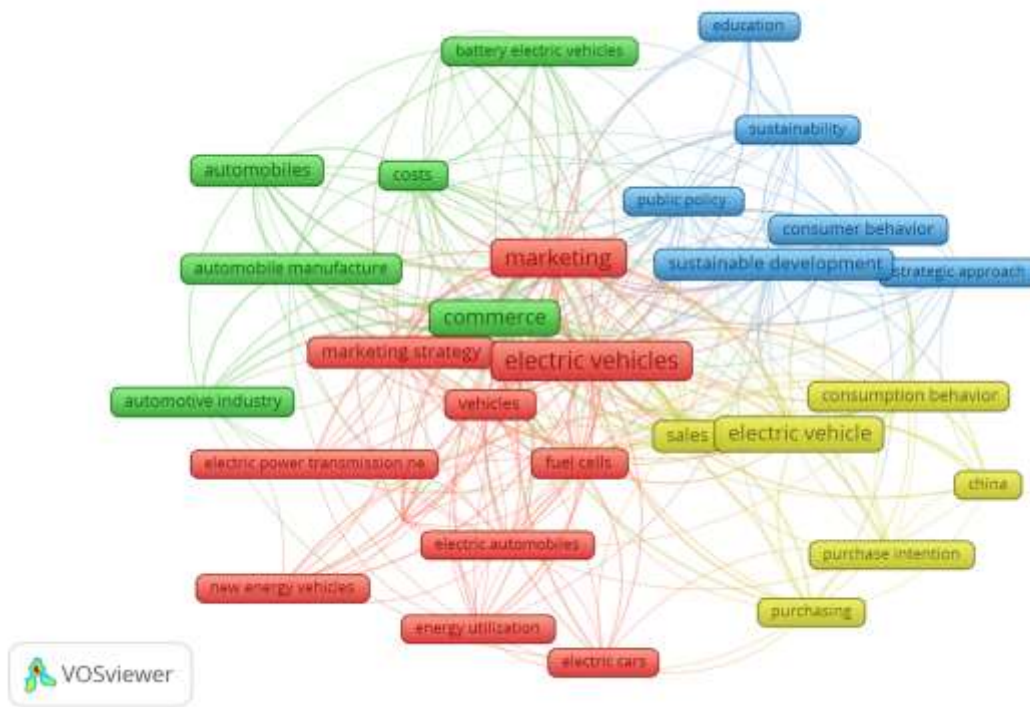 education
battery electric vehicles
sustainability
automobiles
costs
public policy
consumer behavior
marketing
automobile manufacture
sustainable development
strategic approach
commerce
marketing strategy
electric vehicles
automotive industry
vehicles
consumption behavior
sales
electric vehicle
electric power transmission ne
fuel cells
china
electric automobiles
purchase intention
new energy vehicles
purchasing
energy utilization
electric cars
VOSviewer